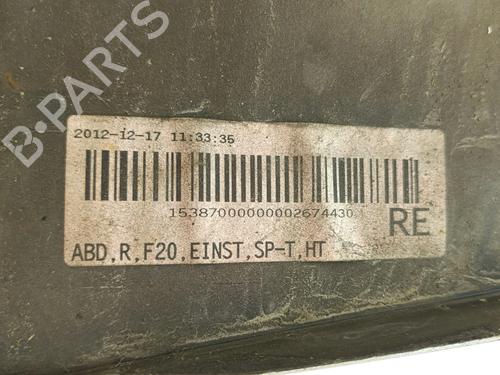 B-PARTS
2012-12-17 11:33:35
15387000000002674430
RE
ABD,R,F20,EINST,SP-T,HT